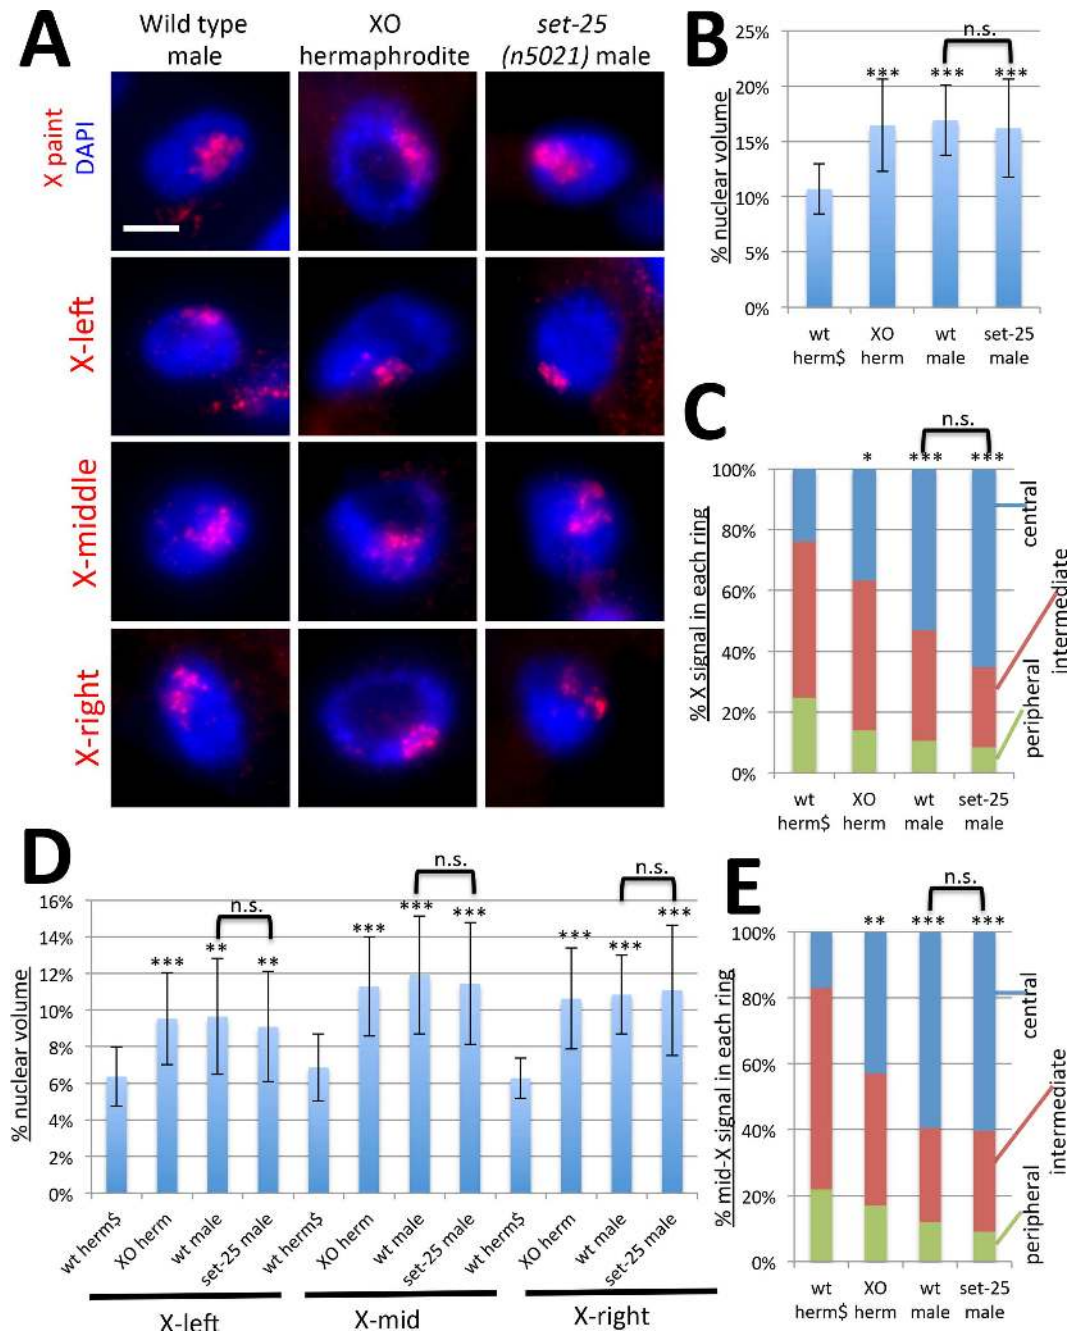 A
Wild type
male
XO
hermaphrodite
set-25
(n5021) male
X paint
DAPI
X-left
X-middle
X-right
B
n.s.
% nuclear volume
25%
20%
15%
10%
5%
0%
***
***
***
wt
herm$
XO
herm
wt
male
set-25
male
C
n.s.
% X signal in each ring
100%
80%
60%
40%
20%
0%
*
***
***
central
intermediate
peripheral
wt
herm$
XO
herm
wt
male
set-25
male
D
% nuclear volume
16%
14%
12%
10%
8%
6%
4%
2%
0%
n.s.
n.s.
n.s.
***
**
**
***
***
***
***
***
***
wt herm$
XO herm
wt male
set-25 male
wt herm$
XO herm
wt male
set-25 male
wt herm$
XO herm
wt male
set-25 male
X-left
X-mid
X-right
E
n.s.
% mid-X signal in each ring
100%
80%
60%
40%
20%
0%
**
***
***
central
intermediate
peripheral
wt
herm$
XO
herm
wt
male
set-25
male